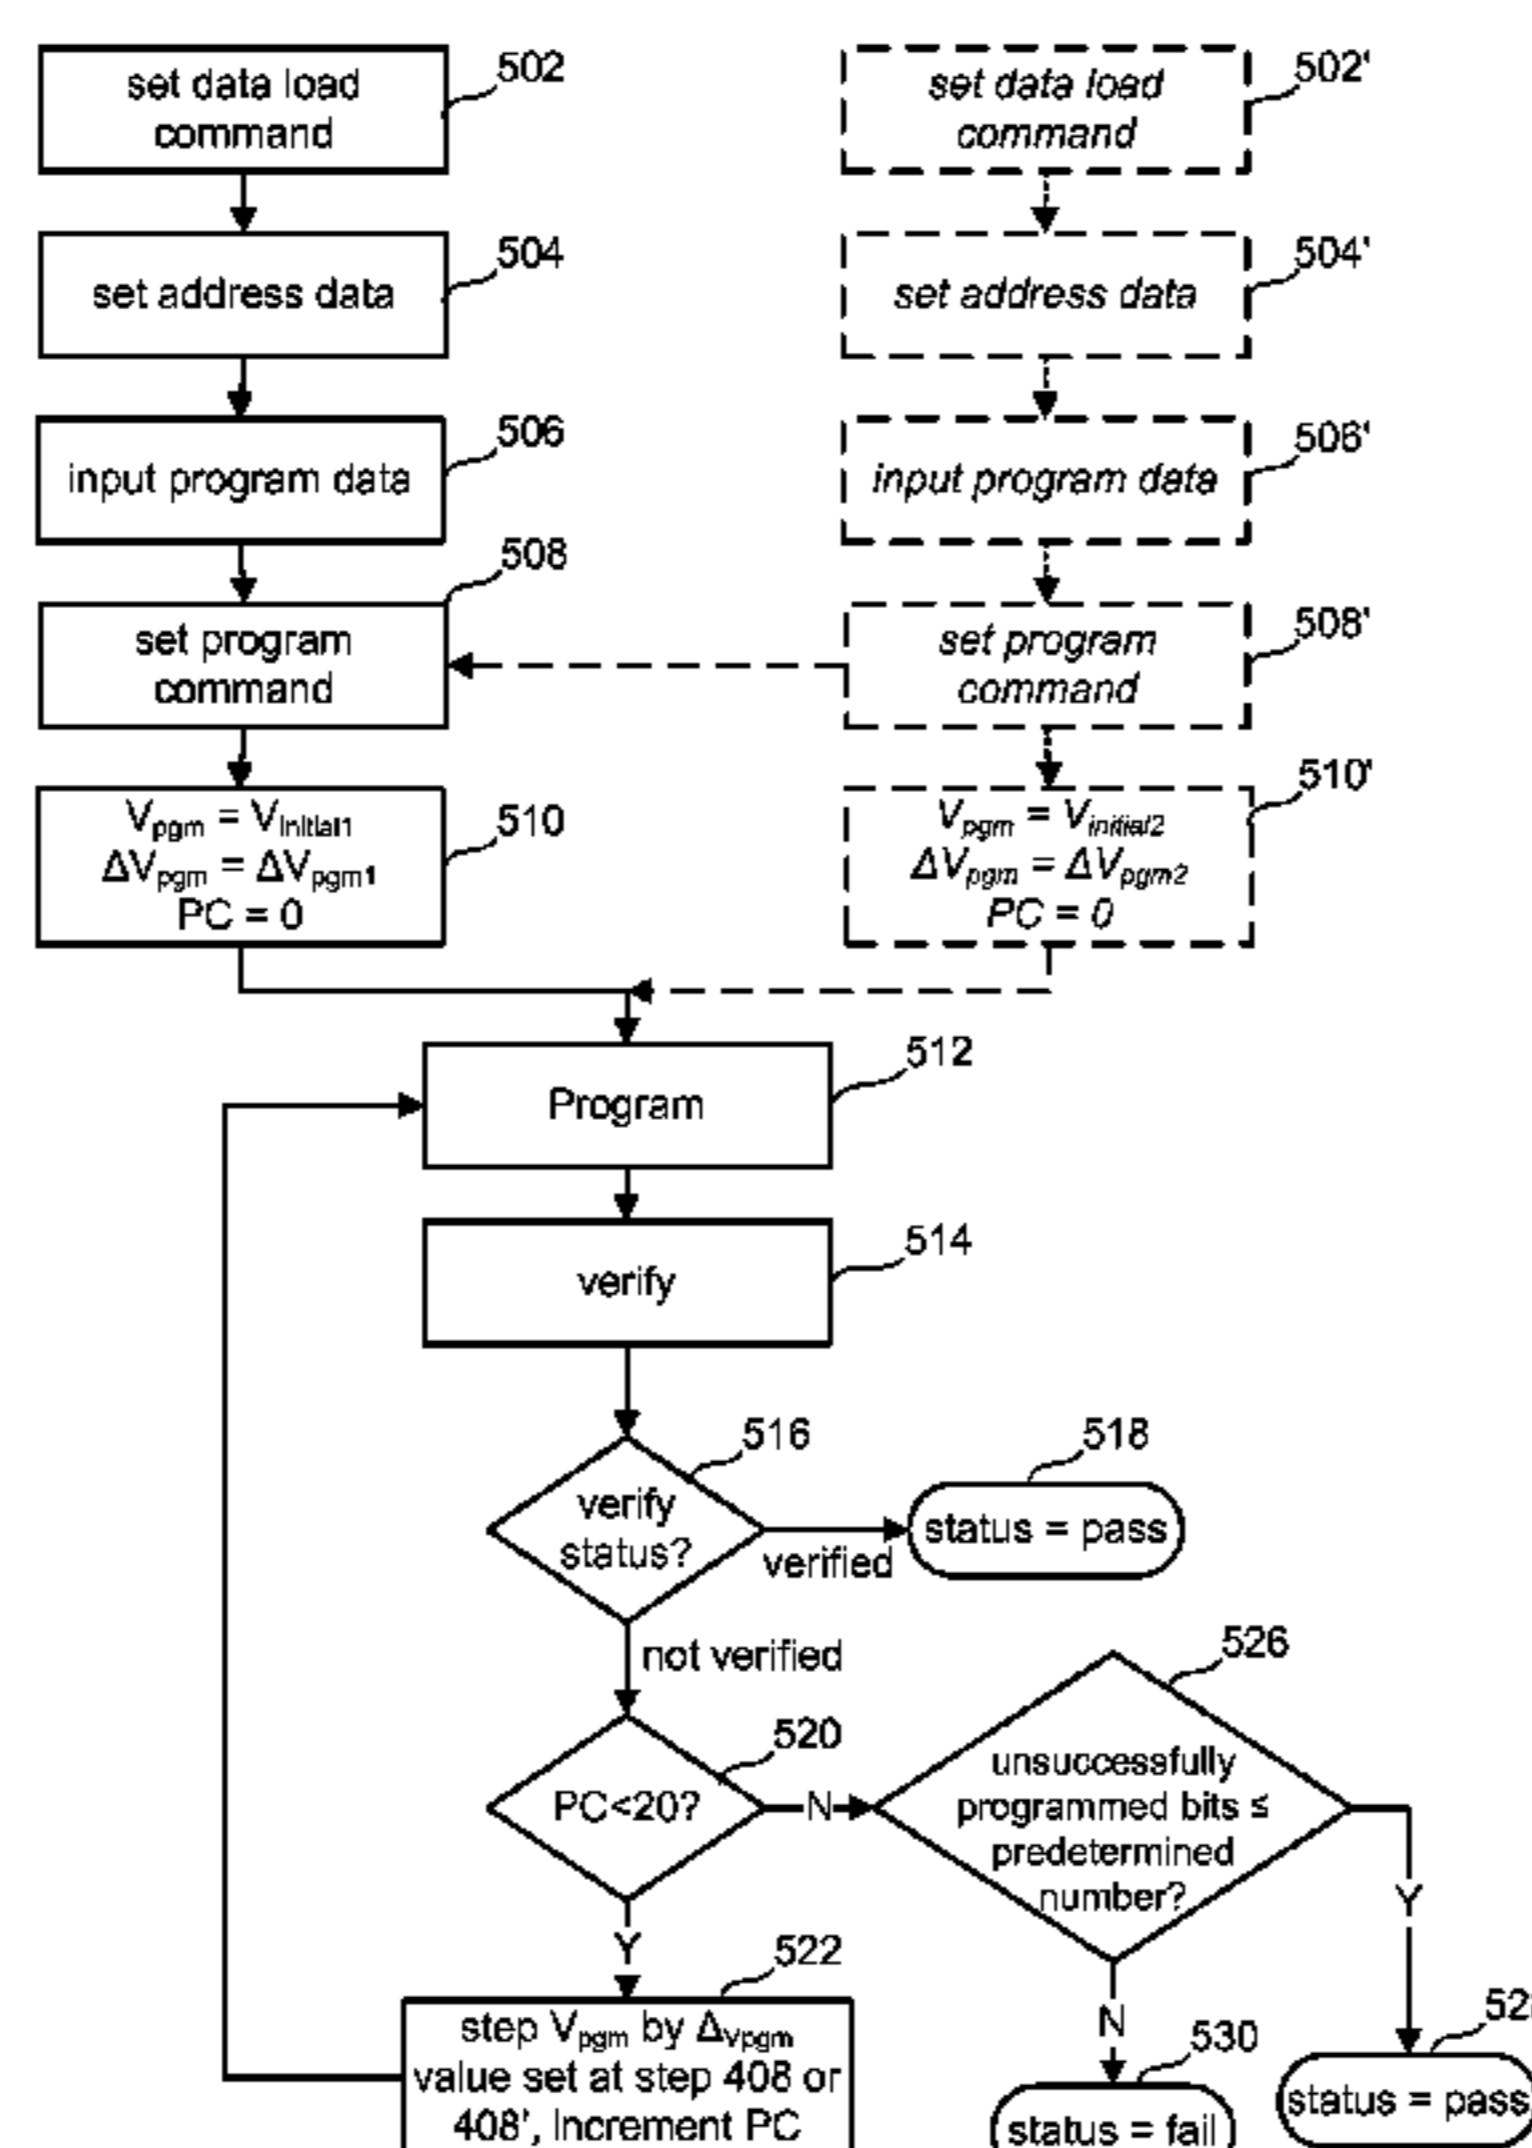 set data load
command
502
set address data
504
input program data
506
set program
command
508
Vpgm = Vinitial1
ΔVpgm = ΔVpgm1
PC = 0
510
set data load
command
502'
set address data
504'
input program data
506'
set program
command
508'
Vpgm = Vinitial2
ΔVpgm = ΔVpgm2
PC = 0
510'
Program
512
verify
514
verify
status?
516
verified
status = pass
518
not verified
PC<20?
520
N
unsuccessfully
programmed bits ≤
predetermined
number?
526
Y
Y
step Vpgm by ΔVpgm
value set at step 408 or
408', Increment PC
522
N
status = fail
530
status = pass